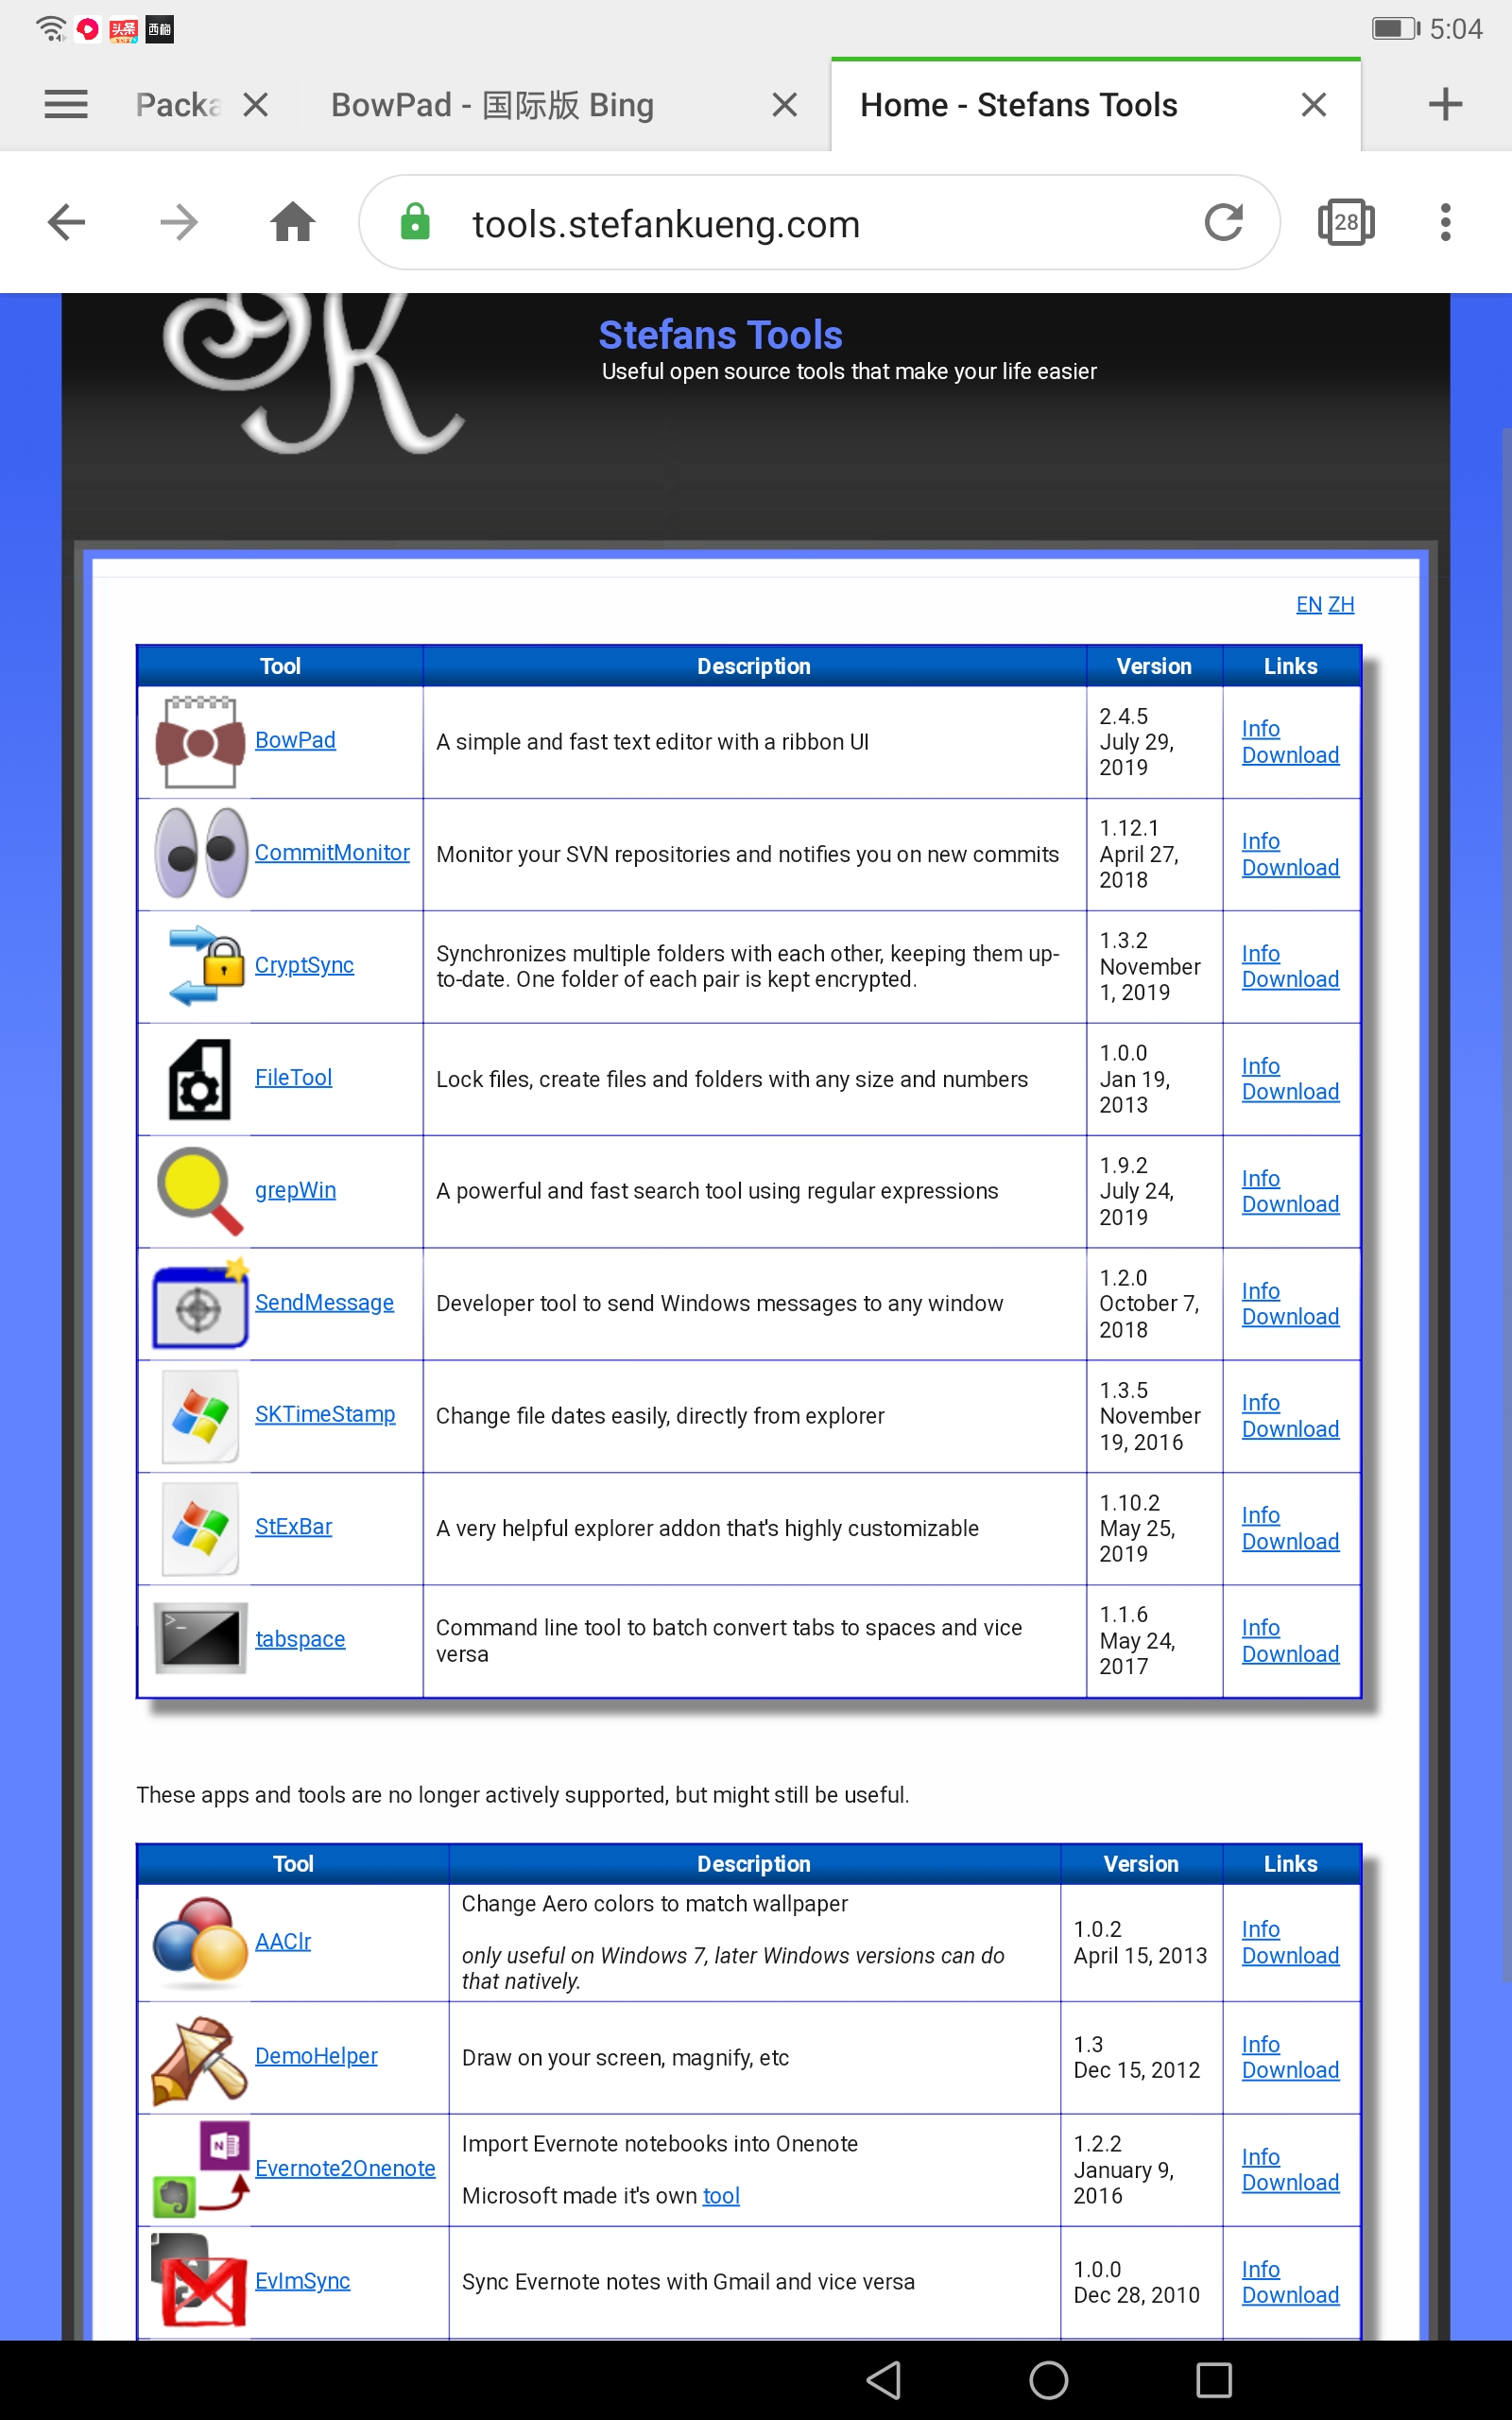 头条
西梅
5:04
Packa
BowPad - 国际版 Bing
Home - Stefans Tools
tools.stefankueng.com
28
Stefans Tools
Useful open source tools that make your life easier
EN ZH
Tool Description Version Links
BowPad
A simple and fast text editor with a ribbon UI
2.4.5
July 29,
2019
Info
Download
CommitMonitor
Monitor your SVN repositories and notifies you on new commits
1.12.1
April 27,
2018
Info
Download
CryptSync
Synchronizes multiple folders with each other, keeping them up-
to-date. One folder of each pair is kept encrypted.
1.3.2
November
1, 2019
Info
Download
FileTool
Lock files, create files and folders with any size and numbers
1.0.0
Jan 19,
2013
Info
Download
grepWin
A powerful and fast search tool using regular expressions
1.9.2
July 24,
2019
Info
Download
SendMessage
Developer tool to send Windows messages to any window
1.2.0
October 7,
2018
Info
Download
SKTimeStamp
Change file dates easily, directly from explorer
1.3.5
November
19, 2016
Info
Download
StExBar
A very helpful explorer addon that's highly customizable
1.10.2
May 25,
2019
Info
Download
tabspace
Command line tool to batch convert tabs to spaces and vice
versa
1.1.6
May 24,
2017
Info
Download
These apps and tools are no longer actively supported, but might still be useful.
Tool Description Version Links
AAClr
Change Aero colors to match wallpaper
only useful on Windows 7, later Windows versions can do
that natively.
1.0.2
April 15, 2013
Info
Download
DemoHelper
Draw on your screen, magnify, etc
1.3
Dec 15, 2012
Info
Download
N
Evernote2Onenote
Import Evernote notebooks into Onenote
Microsoft made it's own tool
1.2.2
January 9,
2016
Info
Download
EvImSync
Sync Evernote notes with Gmail and vice versa
1.0.0
Dec 28, 2010
Info
Download